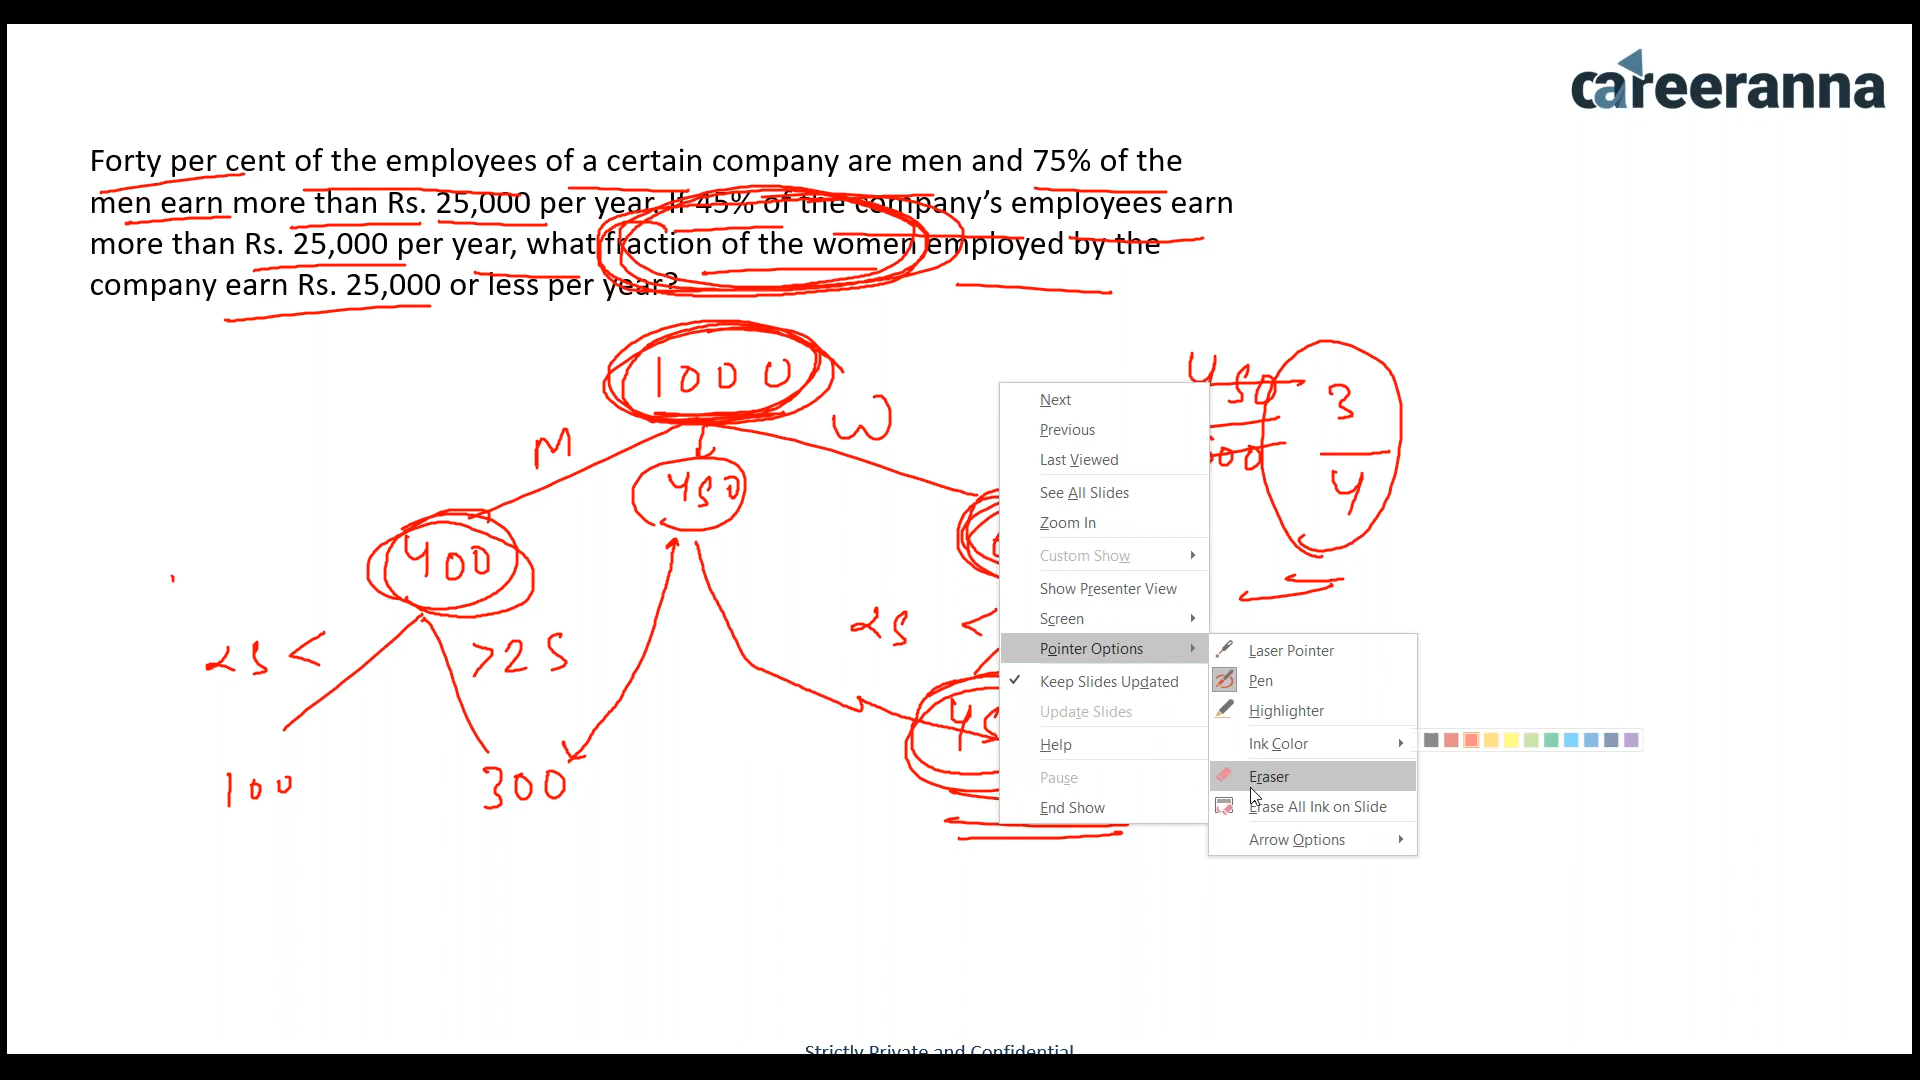 careeranna
Forty per cent of the employees of a certain company are men and 75% of the
men earn more than Rs. 25,000 per year. If 45% of the company's employees earn
more than Rs. 25,000 per year, what fraction of the women employed by the
company earn Rs. 25,000 or less per year?
1000
M
W
450
400
450
3
4
25 <
>25
25 <
100
300
Next
Previous
Last Viewed
See All Slides
Zoom In
Custom Show
Show Presenter View
Screen
Pointer Options
Keep Slides Updated
Update Slides
Help
Pause
End Show
Laser Pointer
Pen
Highlighter
Ink Color
Eraser
Erase All Ink on Slide
Arrow Options
Strictly Private and Confidential